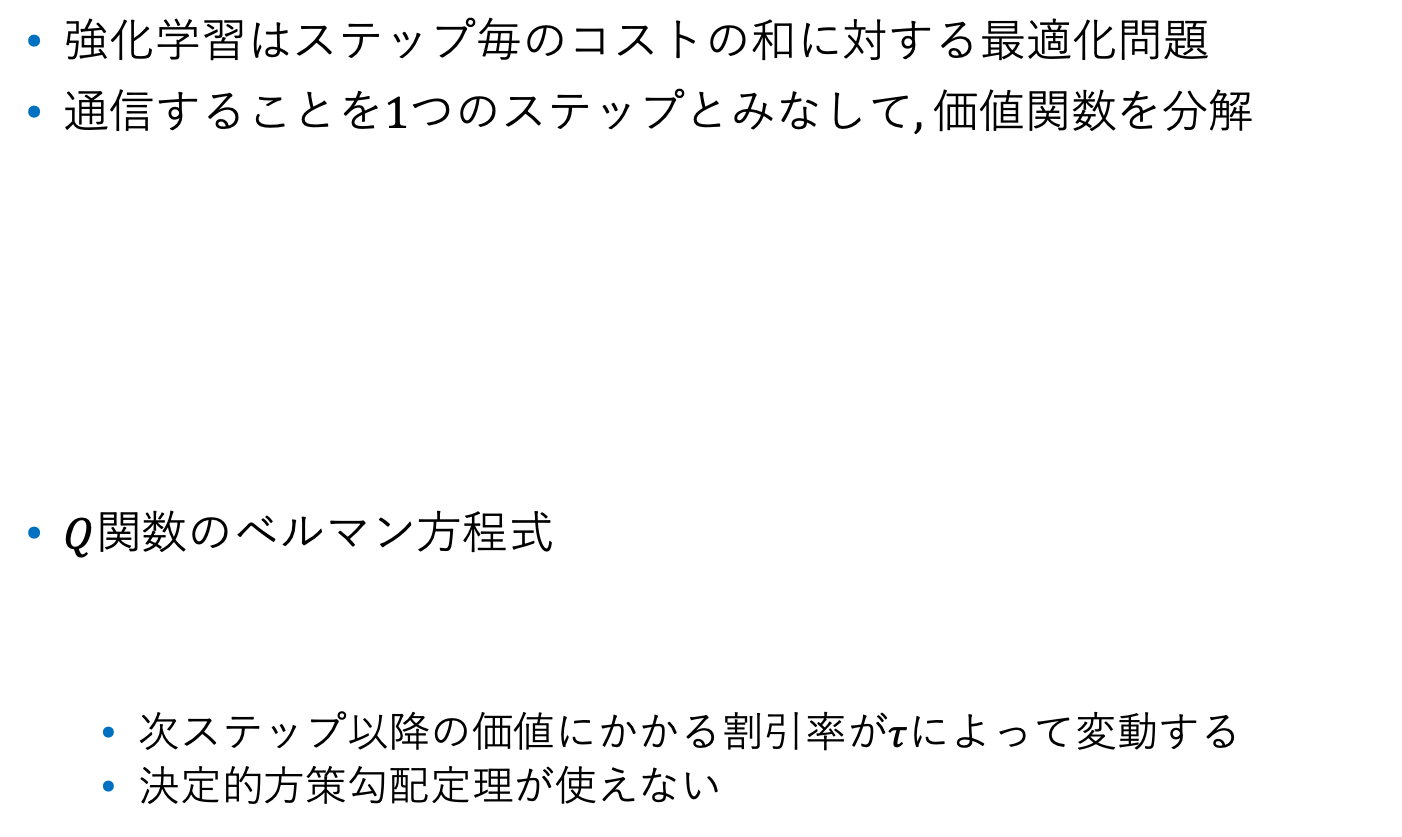 • 強化学習はステップ毎のコストの和に対する最適化問題
• 通信することを1つのステップとみなして, 価値関数を分解
• Q関数のベルマン方程式
• 次ステップ以降の価値にかかる割引率がτによって変動する
• 決定的方策勾配定理が使えない